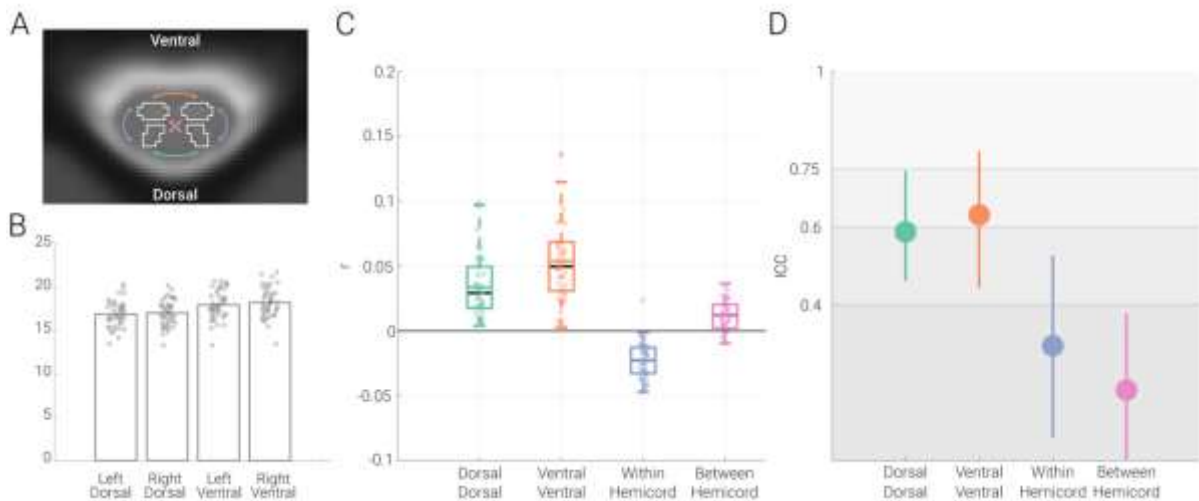 A
Ventral
Dorsal
B
25
20
15
10
5
0
Left Dorsal
Right Dorsal
Left Ventral
Right Ventral
C
0.2
0.15
0.1
0.05
0
-0.05
-0.1
r
Dorsal Dorsal
Ventral Ventral
Within Hemicord
Between Hemicord
D
1
0.75
0.6
0.4
ICC
Dorsal Dorsal
Ventral Ventral
Within Hemicord
Between Hemicord